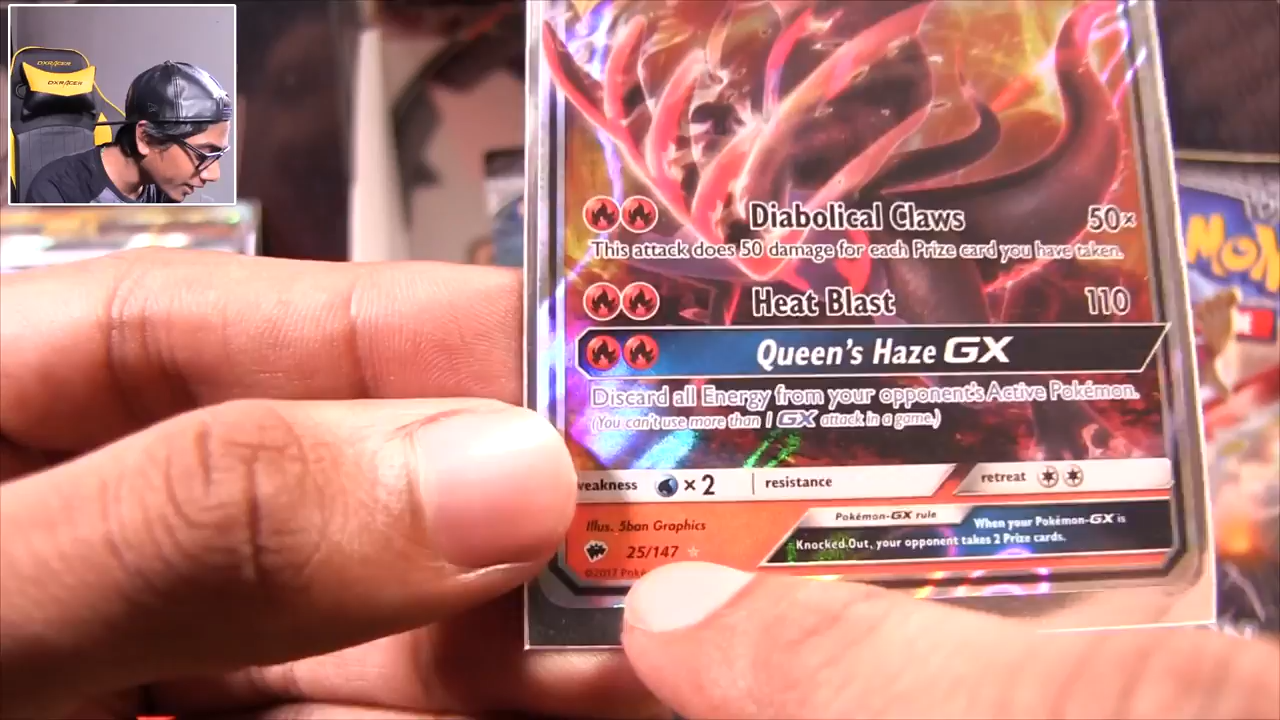 DXRACER
DXRACER
Diabolical Claws 50×
This attack does 50 damage for each Prize card you have taken.
Heat Blast 110
Queen's Haze GX
Discard all Energy from your opponent's Active Pokémon.
(You can't use more than 1 GX attack in a game.)
weakness ×2 resistance retreat
Illus. 5ban Graphics
25/147
©2017
Pokémon-GX rule
When your Pokémon-GX is
Knocked Out, your opponent takes 2 Prize cards.